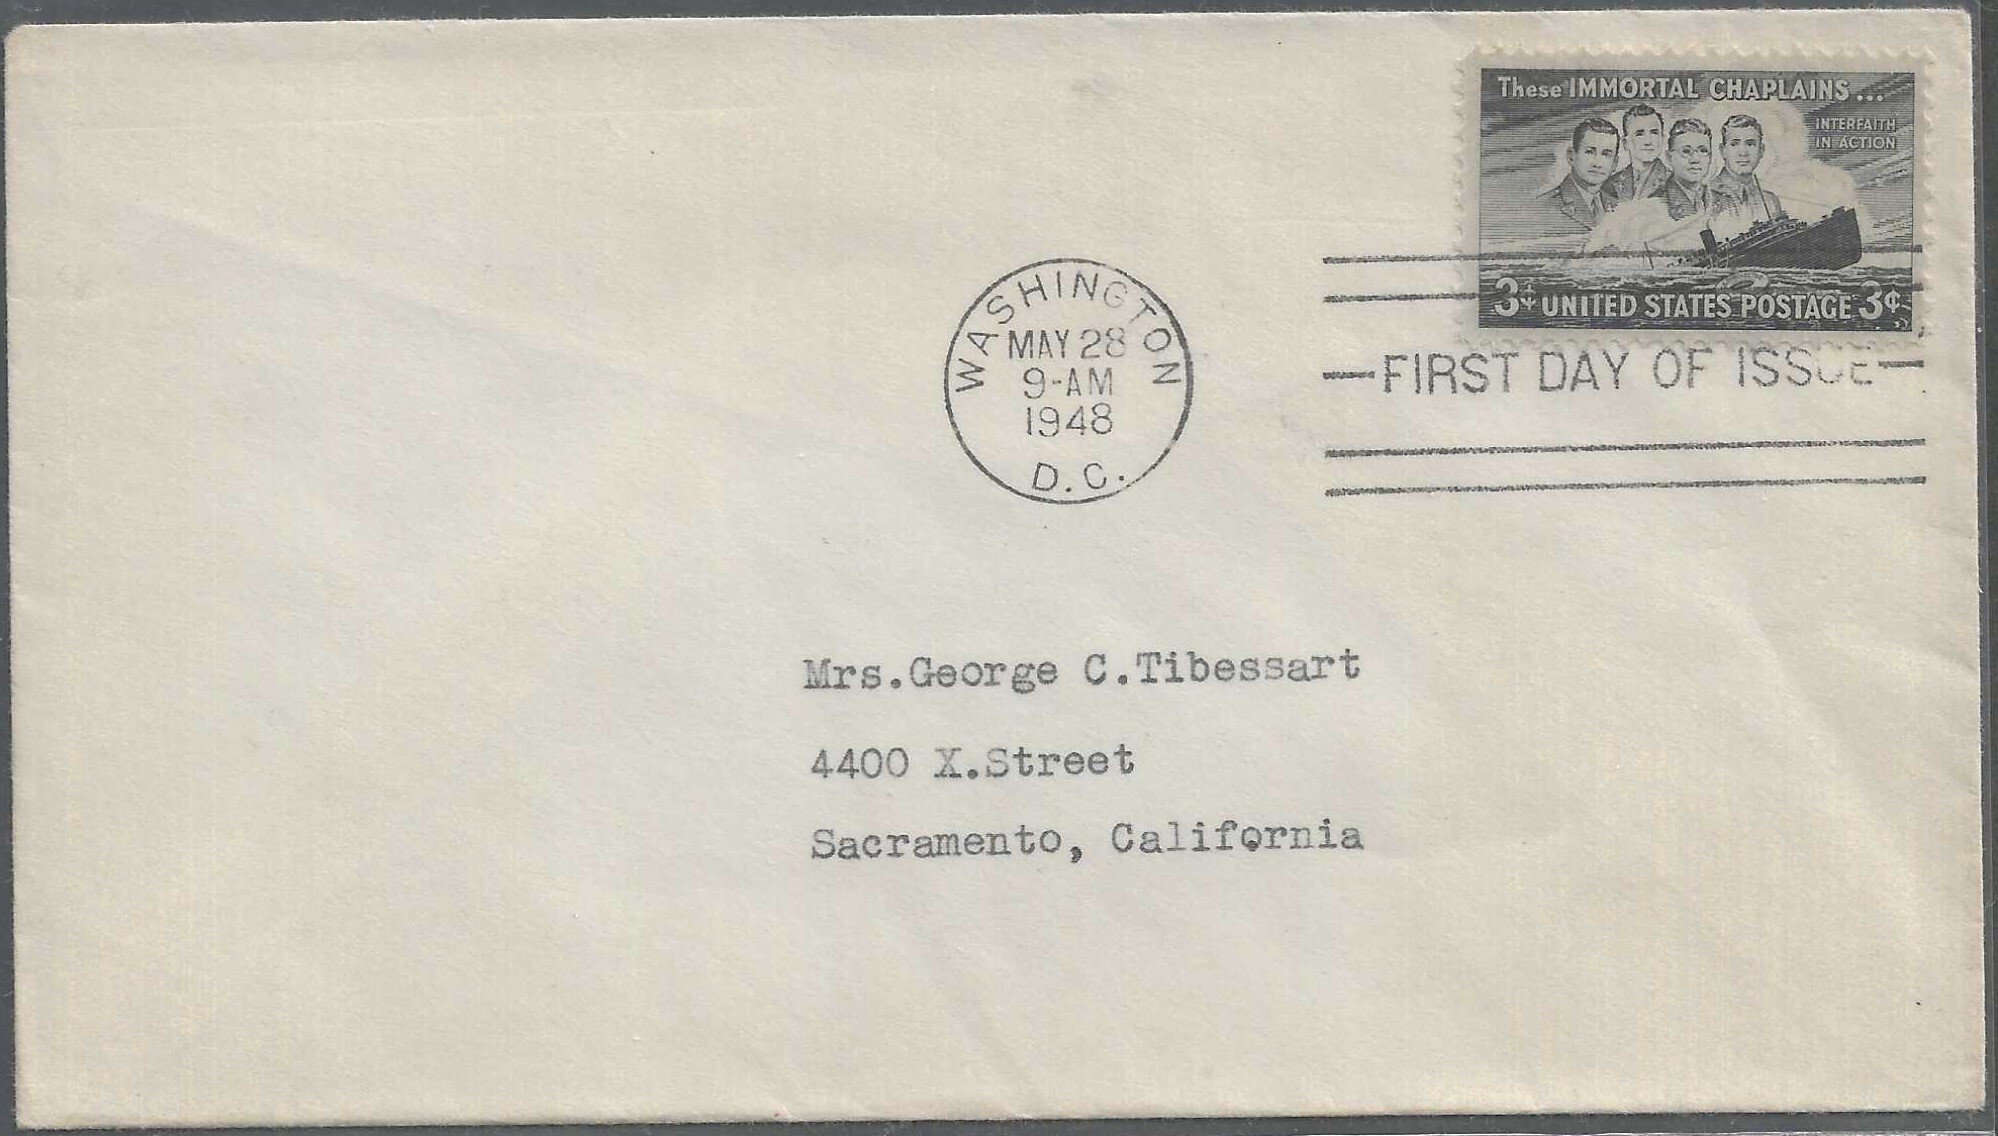 These IMMORTAL CHAPLAINS...
INTERFAITH
IN ACTION
3¢ UNITED STATES POSTAGE 3¢
WASHINGTON
MAY 28
9-AM
1948
D.C.
FIRST DAY OF ISSUE
Mrs.George C.Tibessart
4400 X.Street
Sacramento, California